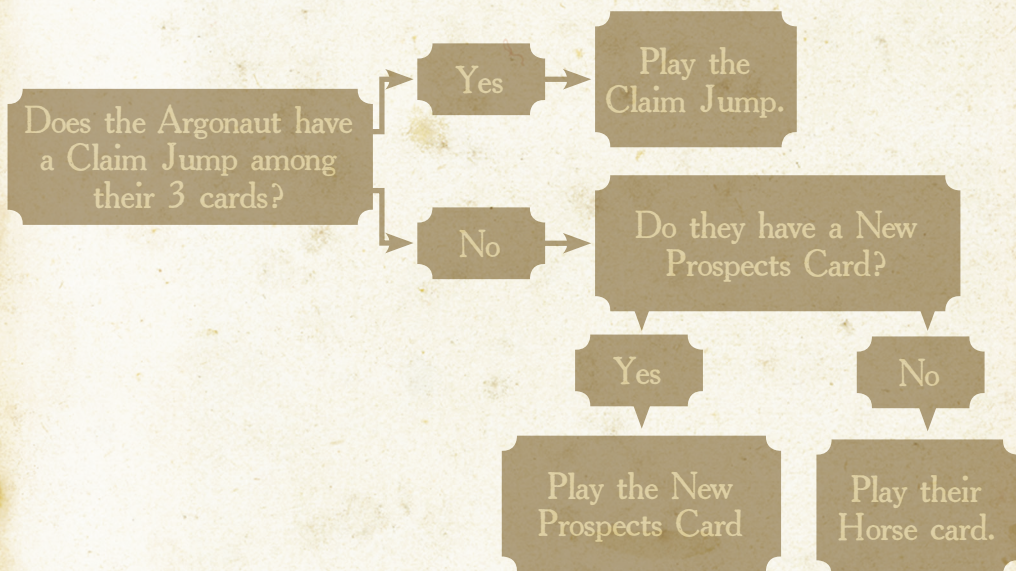 Does the Argonaut have
a Claim Jump among
their 3 cards?
Yes
Play the
Claim Jump.
No
Do they have a New
Prospects Card?
Yes
No
Play the New
Prospects Card
Play their
Horse card.